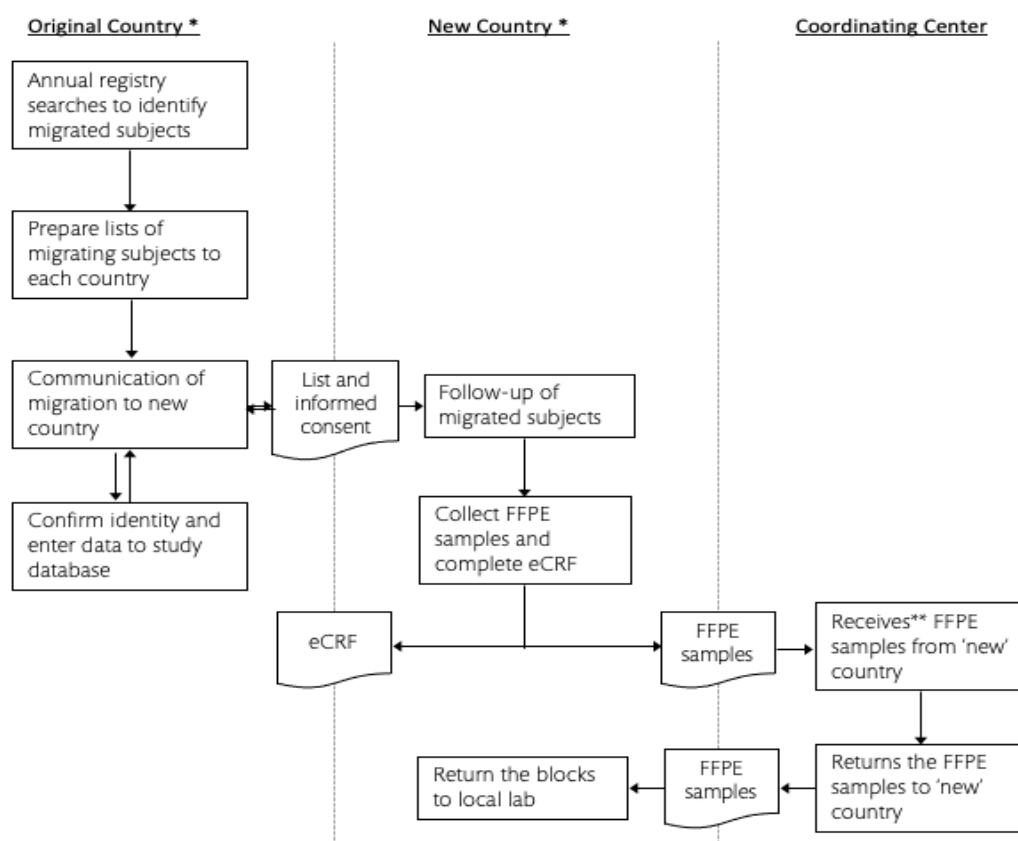 Original Country *
New Country *
Coordinating Center
Annual registry
searches to identify
migrated subjects
Prepare lists of
migrating subjects to
each country
Communication of
migration to new
country
List and
informed
consent
Follow-up of
migrated subjects
Confirm identity and
enter data to study
database
Collect FFPE
samples and
complete eCRF
eCRF
FFPE
samples
Receives** FFPE
samples from ‘new’
country
Return the blocks
to local lab
FFPE
samples
Returns the FFPE
samples to ‘new’
country